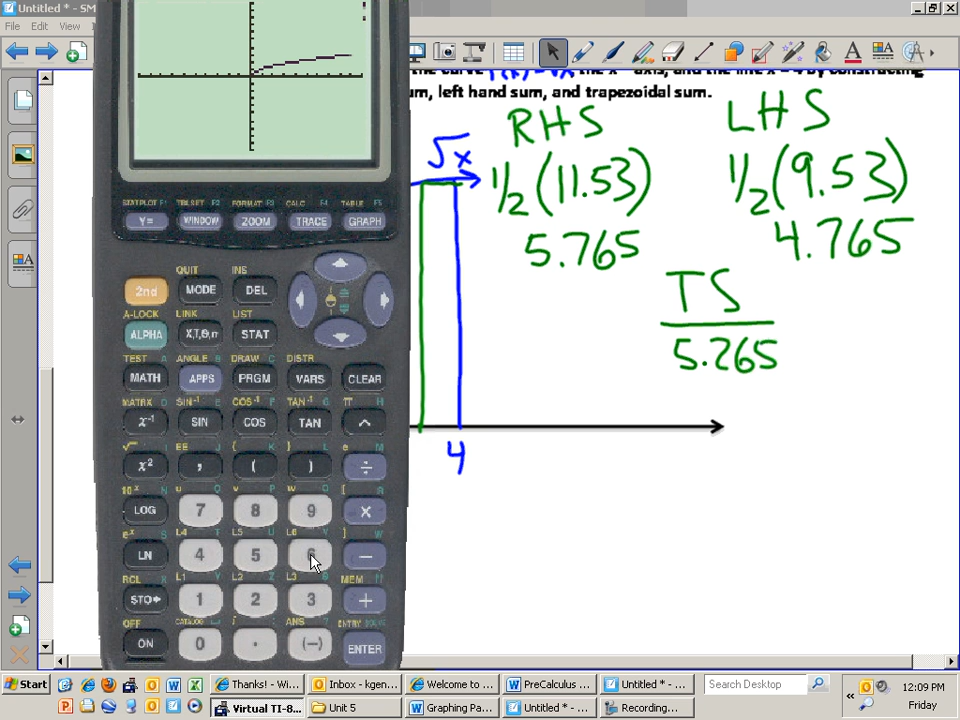 Untitled * - SM
File Edit View
the curve f(x) = √x, the x - axis, and the line x = 4 by constructing
um, left hand sum, and trapezoidal sum.
√x
RHS
1/2 (11.53)
5.765
LHS
1/2 (9.53)
4.765
TS
5.265
4
STAT PLOT F1 TBLSET F2 FORMAT F3 CALC F4 TABLE F5
Y= WINDOW ZOOM TRACE GRAPH
QUIT INS
2nd MODE DEL
A-LOCK LINK LIST
ALPHA X,T,θ,n STAT
TEST A ANGLE B DRAW C DISTR
MATH APPS PRGM VARS CLEAR
MATRX D SIN⁻¹ E COS⁻¹ F TAN⁻¹ G π H
x⁻¹ SIN COS TAN ^
√ I EE J { K } L e M
x² , ( ) ÷
10ˣ N u O v P w Q [ R
LOG 7 8 9 ×
eˣ S L4 T L5 U L6 V ] W
LN 4 5 6 −
RCL X L1 Y L2 Z L3 θ MEM "
STO▸ 1 2 3 +
OFF CATALOG i : ANS ? ENTRY SOLVE
ON 0 . (−) ENTER
Start Thanks! - Wi... Inbox - kgen... Welcome to ... PreCalculus ... Untitled * - ... Search Desktop « 12:09 PM
Virtual TI-8... Unit 5 Graphing Pa... Untitled * - ... Recording... Friday